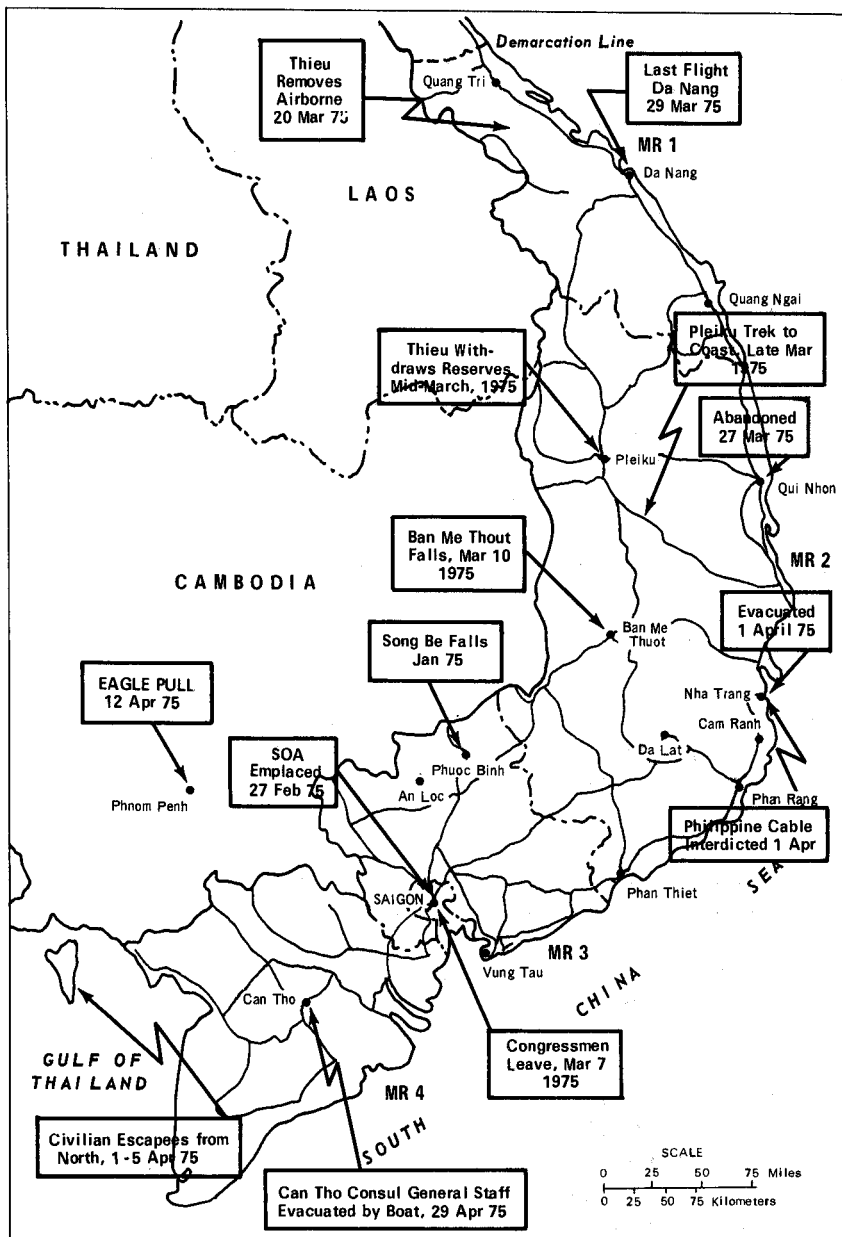 Demarcation Line
Thieu
Removes
Airborne
20 Mar 75
Quang Tri
Last Flight
Da Nang
29 Mar 75
MR 1
Da Nang
LAOS
THAILAND
Quang Ngai
Pleiku Trek to
Coast, Late Mar
1975
Thieu With-
draws Reserves
Mid-March, 1975
Abandoned
27 Mar 75
Pleiku
Qui Nhon
Ban Me Thout
Falls, Mar 10
1975
MR 2
CAMBODIA
Evacuated
1 April 75
Ban Me
Thuot
Song Be Falls
Jan 75
EAGLE PULL
12 Apr 75
Nha Trang
Cam Ranh
SOA
Emplaced
27 Feb 75
Da Lat
Phuoc Binh
An Loc
Phnom Penh
Phan Rang
Philippine Cable
Interdicted 1 Apr
SEA
Phan Thiet
SAIGON
MR 3
Vung Tau
CHINA
Can Tho
Congressmen
Leave, Mar 7
1975
GULF OF
THAILAND
MR 4
SOUTH
Civilian Escapees from
North, 1-5 Apr 75
Can Tho Consul General Staff
Evacuated by Boat, 29 Apr 75
SCALE
0 25 50 75 Miles
0 25 50 75 Kilometers